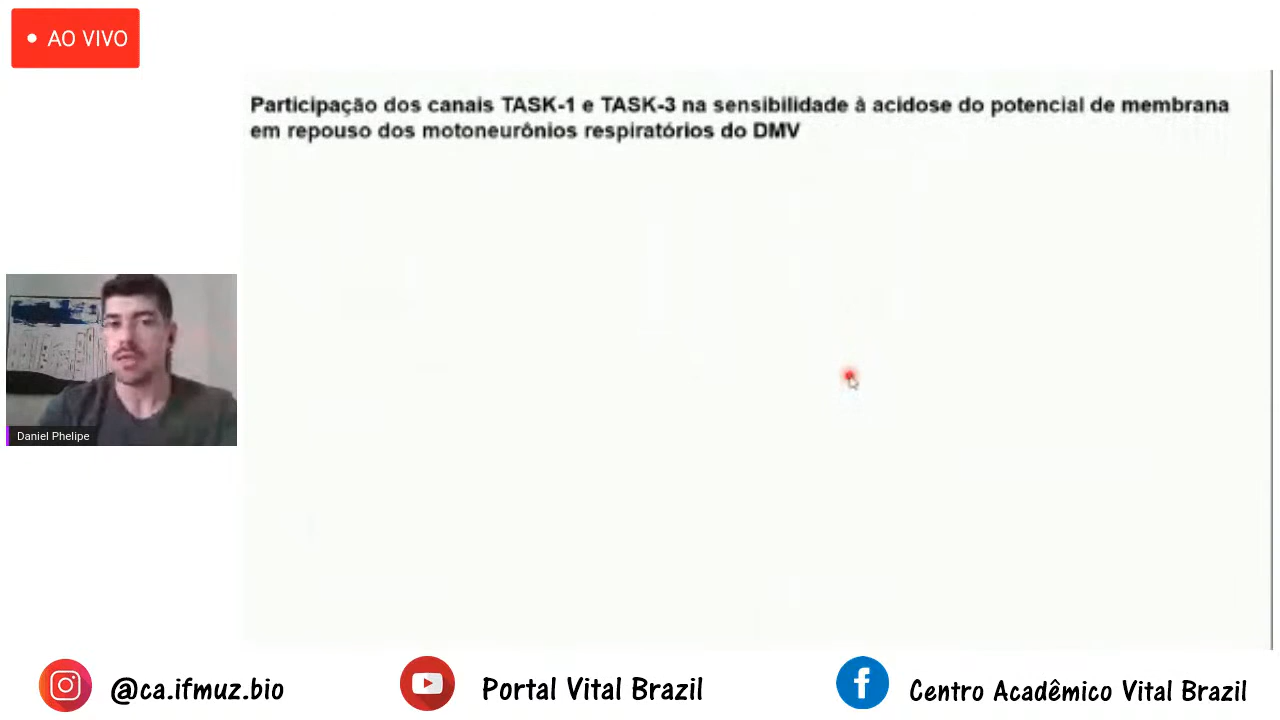 AO VIVO
Participação dos canais TASK-1 e TASK-3 na sensibilidade à acidose do potencial de membrana
em repouso dos motoneurônios respiratórios do DMV
Daniel Phelipe
@ca.ifmuz.bio
Portal Vital Brazil
Centro Acadêmico Vital Brazil